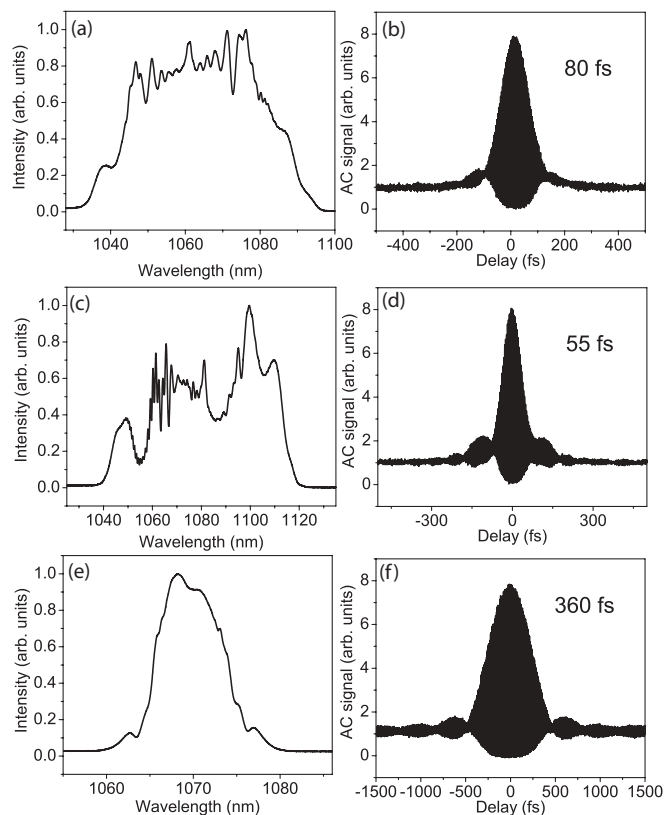 (a)
Intensity (arb. units)
1.0
0.8
0.6
0.4
0.2
0.0
1040 1060 1080 1100
Wavelength (nm)
(b)
80 fs
AC signal (arb. units)
8
6
4
2
0
-400 -200 0 200 400
Delay (fs)
(c)
Intensity (arb. units)
1.0
0.8
0.6
0.4
0.2
0.0
1040 1060 1080 1100 1120
Wavelength (nm)
(d)
55 fs
AC signal (arb. units)
8
6
4
2
0
-300 0 300
Delay (fs)
(e)
Intensity (arb. units)
1.0
0.8
0.6
0.4
0.2
0.0
1060 1070 1080
Wavelength (nm)
(f)
360 fs
AC signal (arb. units)
8
6
4
2
0
-1500 -1000 -500 0 500 1000 1500
Delay (fs)